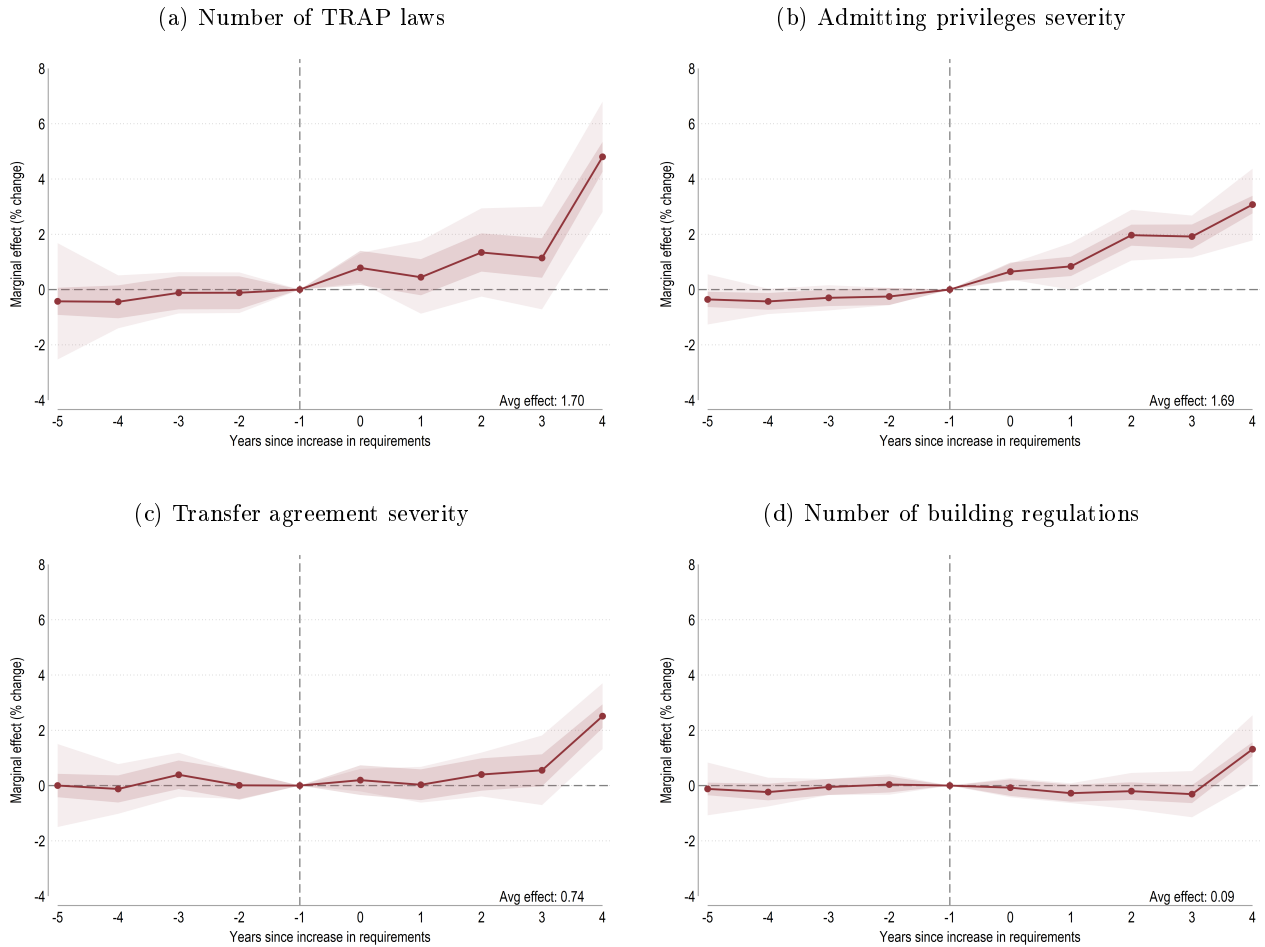 (a) Number of TRAP laws
Marginal effect (% change)
8
6
4
2
0
-2
-4
Avg effect: 1.70
-5 -4 -3 -2 -1 0 1 2 3 4
Years since increase in requirements
(b) Admitting privileges severity
Marginal effect (% change)
8
6
4
2
0
-2
-4
Avg effect: 1.69
-5 -4 -3 -2 -1 0 1 2 3 4
Years since increase in requirements
(c) Transfer agreement severity
Marginal effect (% change)
8
6
4
2
0
-2
-4
Avg effect: 0.74
-5 -4 -3 -2 -1 0 1 2 3 4
Years since increase in requirements
(d) Number of building regulations
Marginal effect (% change)
8
6
4
2
0
-2
-4
Avg effect: 0.09
-5 -4 -3 -2 -1 0 1 2 3 4
Years since increase in requirements